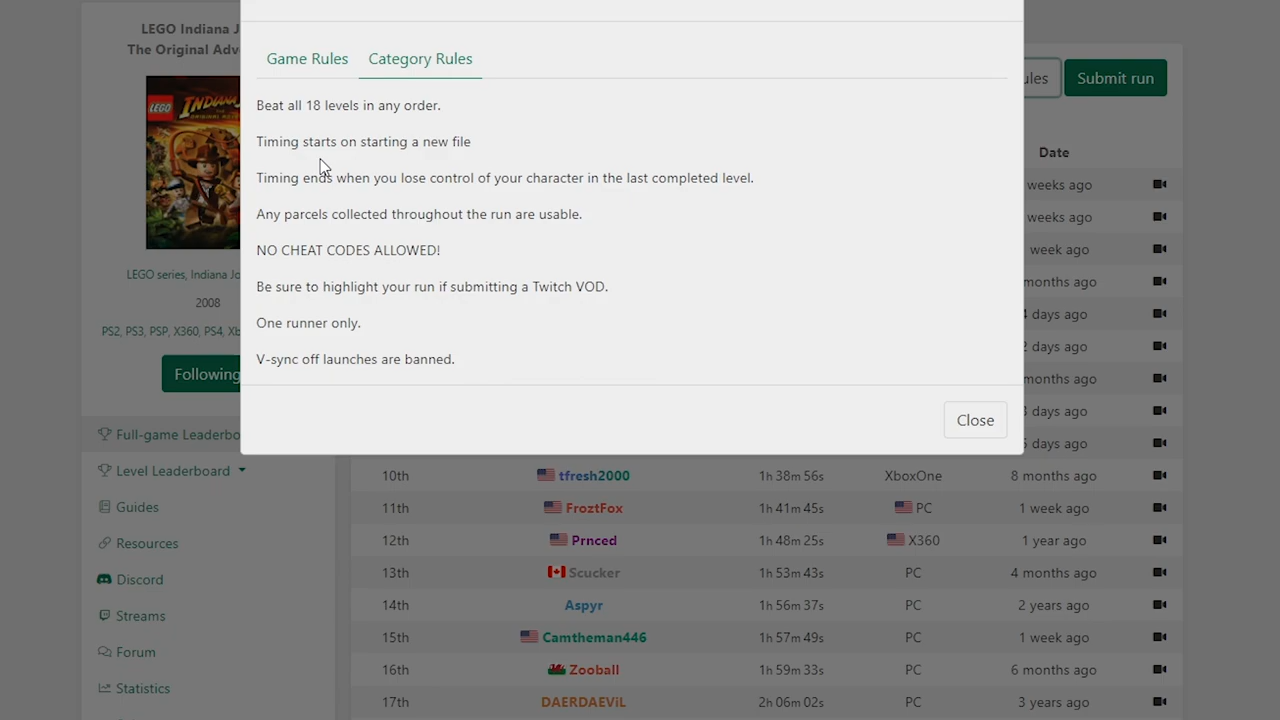 LEGO Indiana Jo
The Original Adv
LEGO
INDIANA
LEGO series, Indiana Jo
2008
PS2, PS3, PSP, X360, PS4, Xb
Following
Full-game Leaderbo
Level Leaderboard
Guides
Resources
Discord
Streams
Forum
Statistics
Game Rules Category Rules
Beat all 18 levels in any order.
Timing starts on starting a new file
Timing ends when you lose control of your character in the last completed level.
Any parcels collected throughout the run are usable.
NO CHEAT CODES ALLOWED!
Be sure to highlight your run if submitting a Twitch VOD.
One runner only.
V-sync off launches are banned.
Close
ules Submit run
Date
weeks ago
weeks ago
week ago
months ago
days ago
days ago
months ago
days ago
days ago
10th tfresh2000 1h 38m 56s XboxOne 8 months ago
11th FroztFox 1h 41m 45s PC 1 week ago
12th Prnced 1h 48m 25s X360 1 year ago
13th Scucker 1h 53m 43s PC 4 months ago
14th Aspyr 1h 56m 37s PC 2 years ago
15th Camtheman446 1h 57m 49s PC 1 week ago
16th Zooball 1h 59m 33s PC 6 months ago
17th DAERDAEViL 2h 06m 02s PC 3 years ago